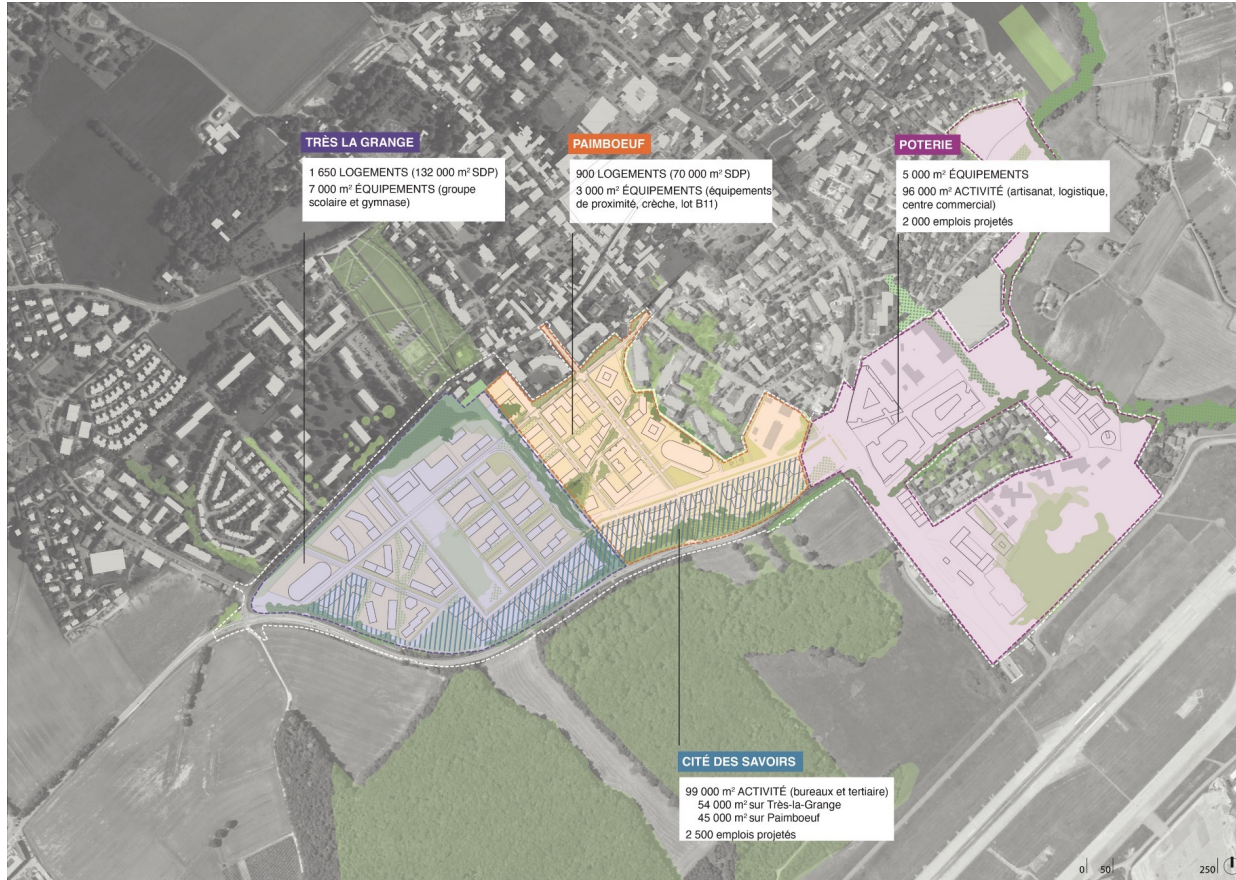 TRÈS LA GRANGE
1 650 LOGEMENTS (132 000 m² SDP)
7 000 m² ÉQUIPEMENTS (groupe
scolaire et gymnase)
PAIMBOEUF
900 LOGEMENTS (70 000 m² SDP)
3 000 m² ÉQUIPEMENTS (équipements
de proximité, crèche, lot B11)
POTERIE
5 000 m² ÉQUIPEMENTS
96 000 m² ACTIVITÉ (artisanat, logistique,
centre commercial)
2 000 emplois projetés
CITÉ DES SAVOIRS
99 000 m² ACTIVITÉ (bureaux et tertiaire)
54 000 m² sur Très-la-Grange
45 000 m² sur Paimboeuf
2 500 emplois projetés
0 50 250